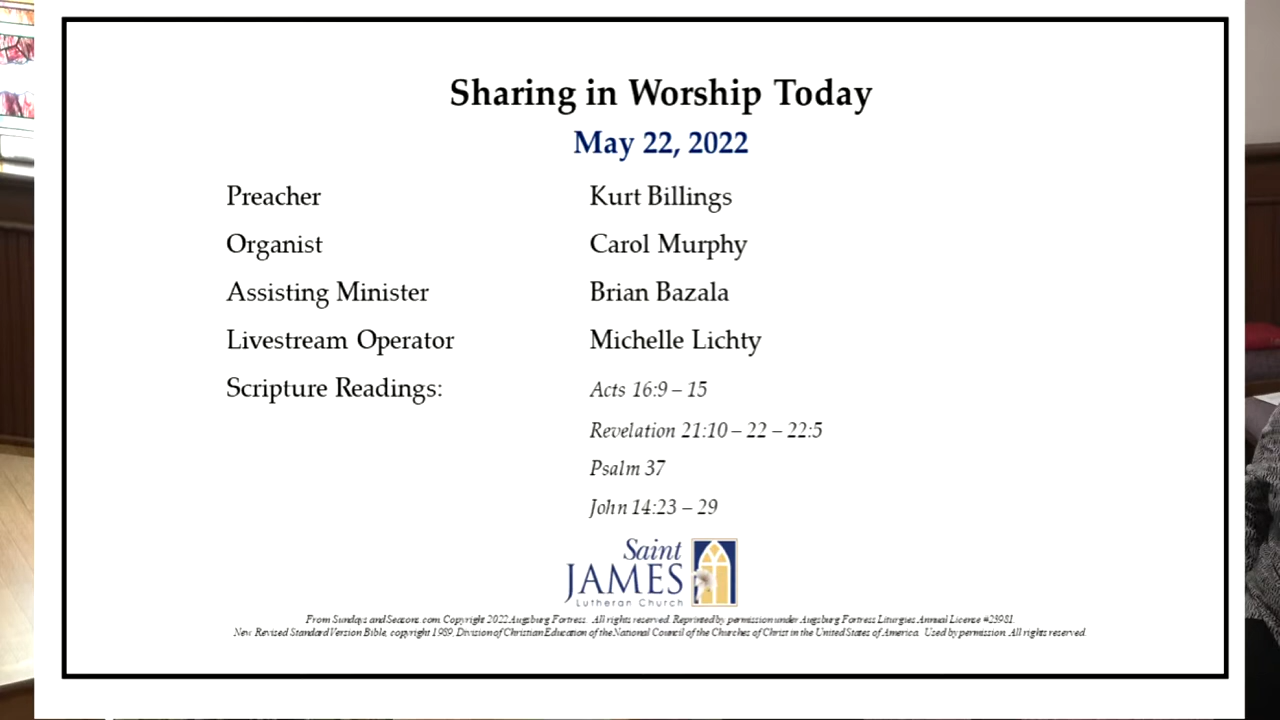 Sharing in Worship Today
May 22, 2022
Preacher Kurt Billings
Organist Carol Murphy
Assisting Minister Brian Bazala
Livestream Operator Michelle Lichty
Scripture Readings: Acts 16:9 – 15
Revelation 21:10 – 22 – 22:5
Psalm 37
John 14:23 – 29
Saint
JAMES
Lutheran Church
From Sundays and Seasons.com. Copyright 2022 Augsburg Fortress. All rights reserved. Reprinted by permission under Augsburg Fortress Liturgies Annual License #23981.
New Revised Standard Version Bible, copyright 1989, Division of Christian Education of the National Council of the Churches of Christ in the United States of America. Used by permission. All rights reserved.